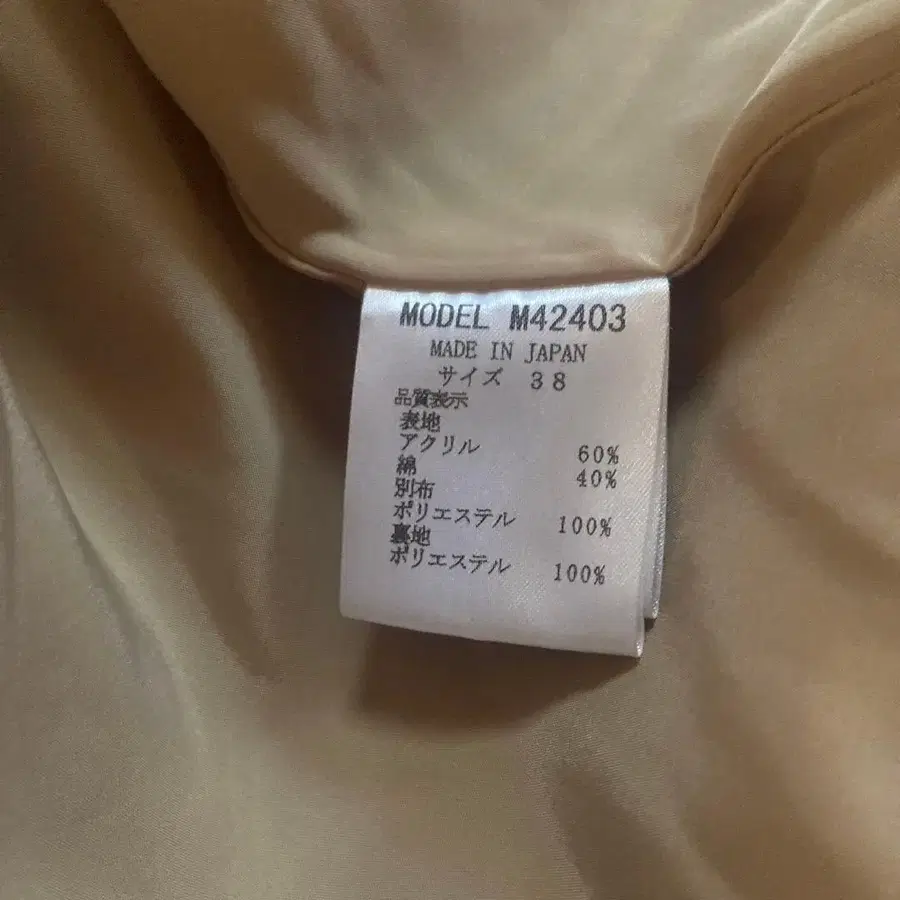 MODEL M42403
MADE IN JAPAN
サイズ 38
品質表示
表地
アクリル 60%
綿 40%
別布
ポリエステル 100%
裏地
ポリエステル 100%